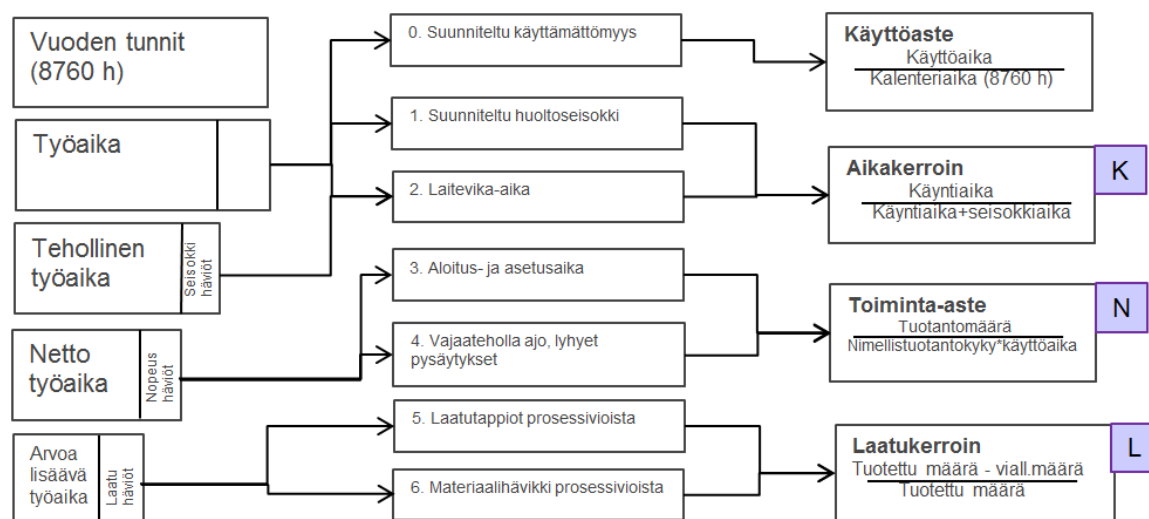 Vuoden tunnit
(8760 h)
Työaika
Tehollinen
työaika
Seisokki
häviöt
Netto
työaika
Nopeus
häviöt
Arvoa
lisäävä
työaika
Laatu
häviöt
0. Suunniteltu käyttämättömyys
1. Suunniteltu huoltoseisokki
2. Laitevika-aika
3. Aloitus- ja asetusaika
4. Vajaateholla ajo, lyhyet
pysäytykset
5. Laatutappiot prosessivioista
6. Materiaalihävikki prosessivioista
Käyttöaste
Käyttöaika
Kalenteriaika (8760 h)
Aikakerroin
Käyntiaika
Käyntiaika+seisokkiaika
K
Toiminta-aste
Tuotantomäärä
Nimellistuotantokyky*käyttöaika
N
Laatukerroin
Tuotettu määrä - viall.määrä
Tuotettu määrä
L